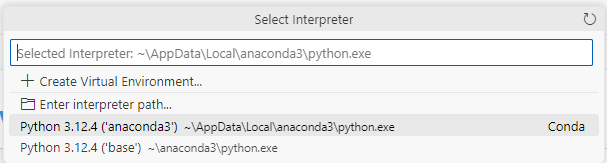 Select Interpreter
Selected Interpreter: ~\AppData\Local\anaconda3\python.exe
Create Virtual Environment...
Enter interpreter path...
Python 3.12.4 ('anaconda3') ~\AppData\Local\anaconda3\python.exe Conda
Python 3.12.4 ('base') ~\anaconda3\python.exe